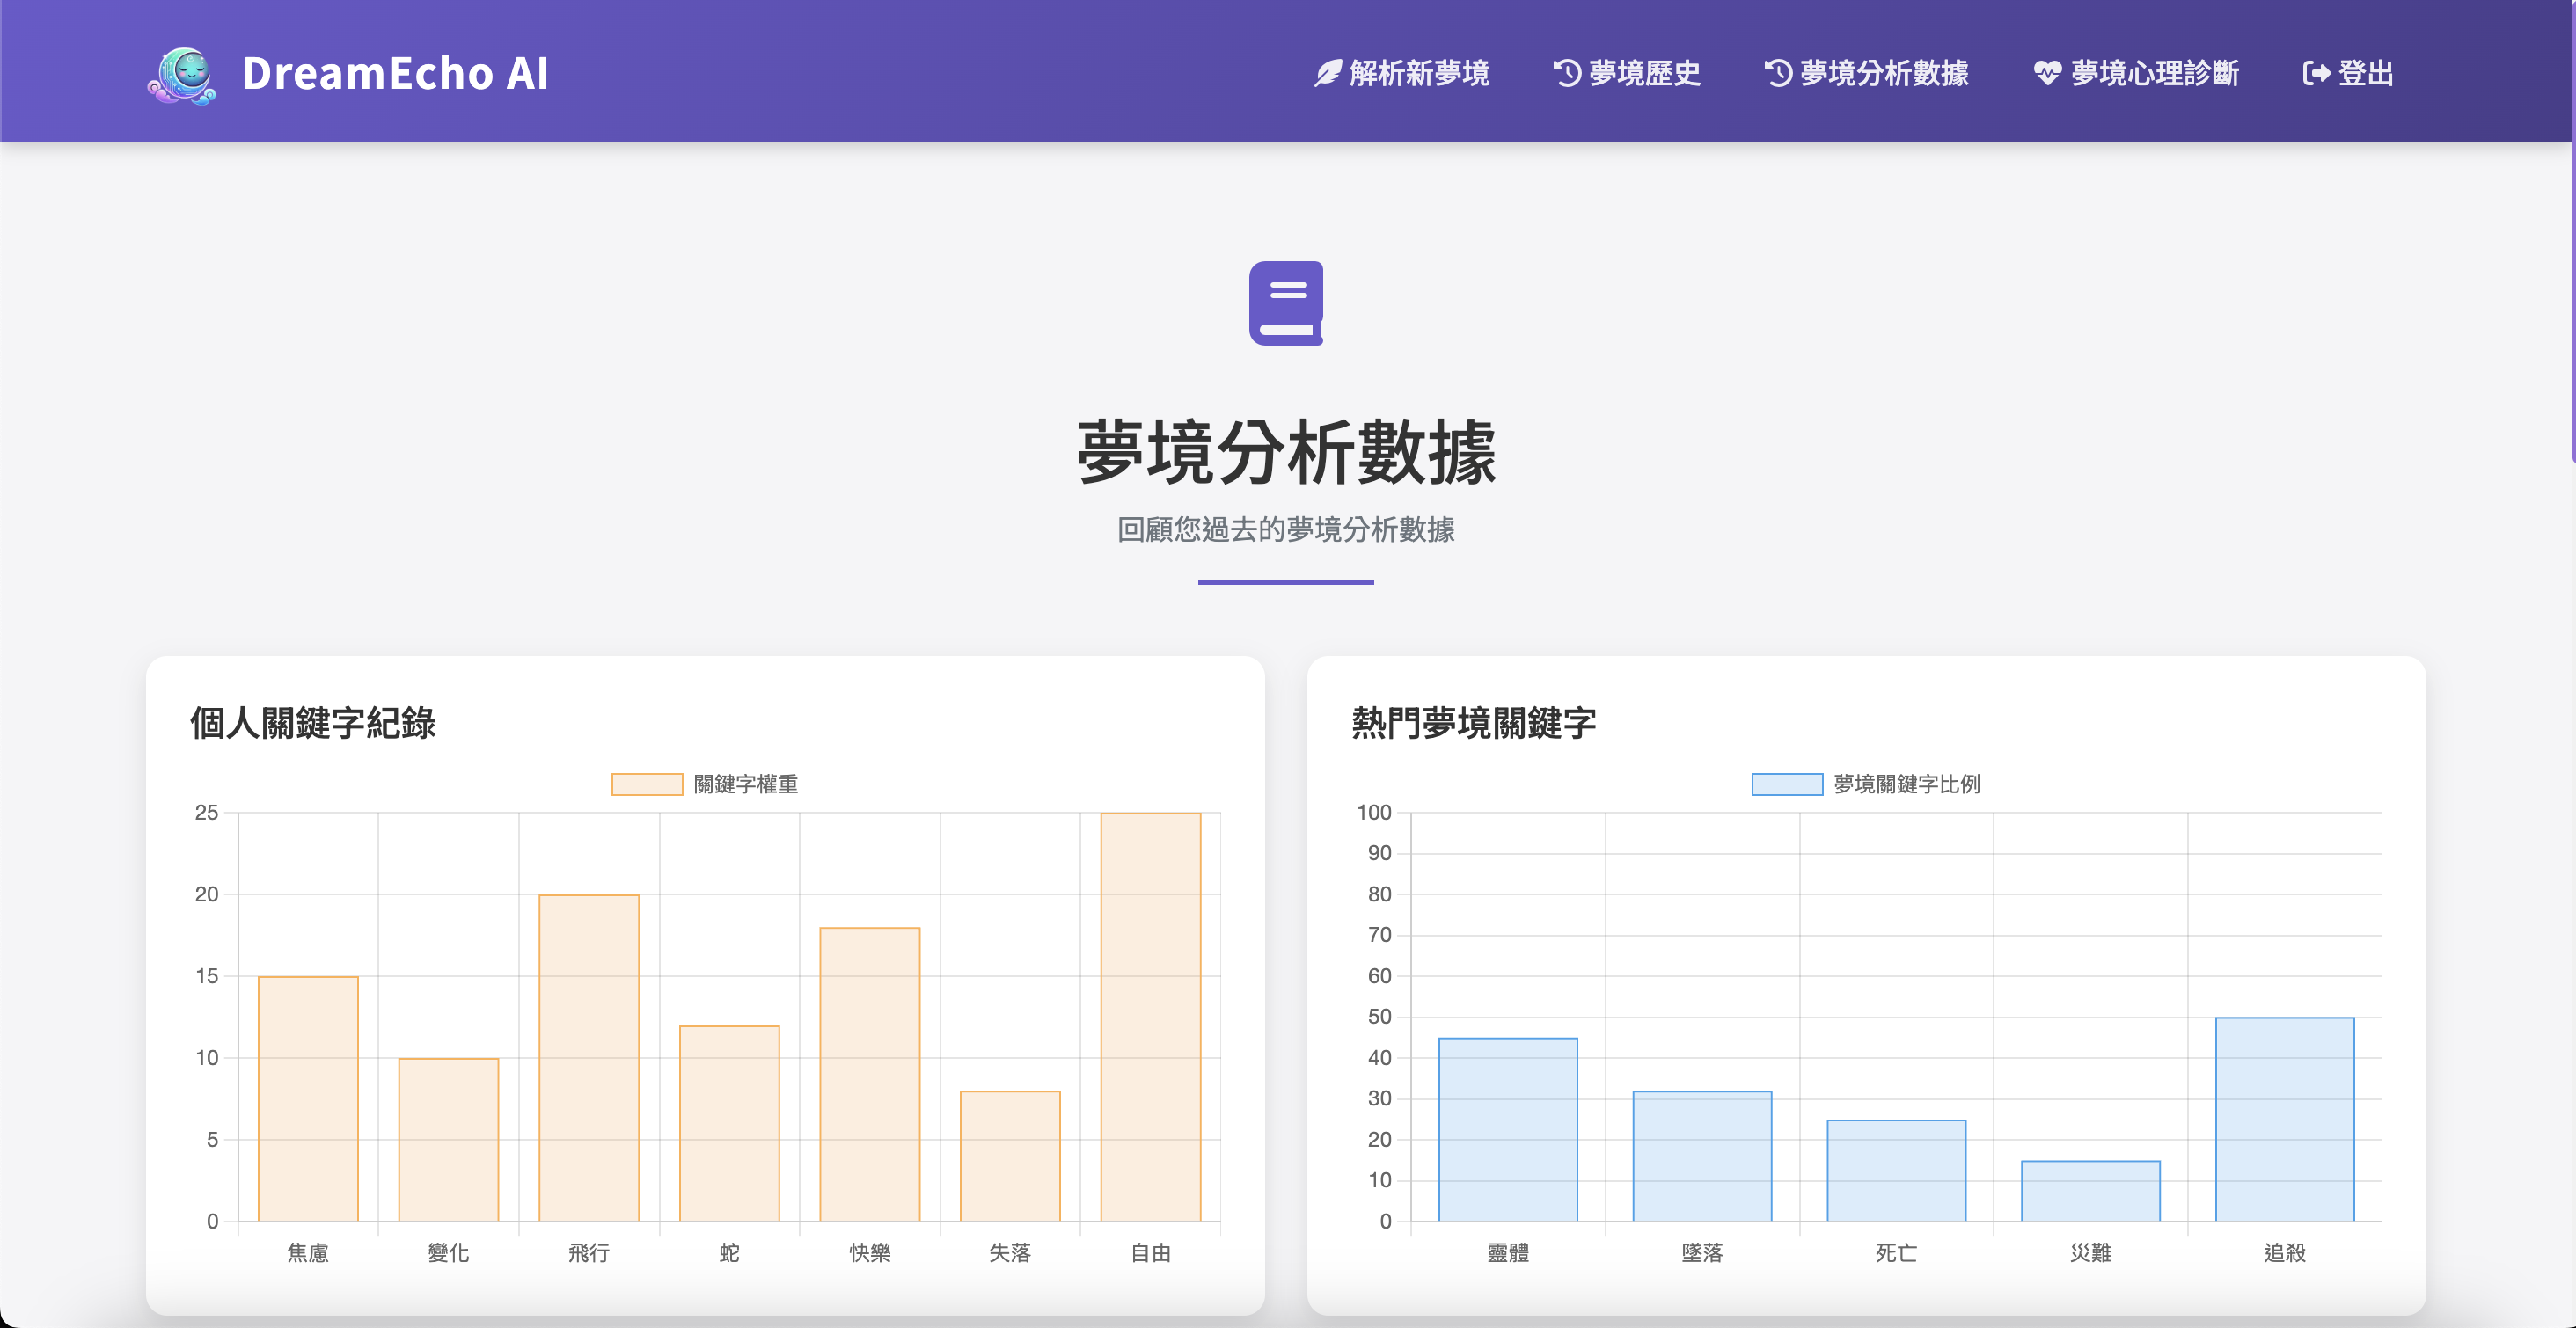 DreamEcho AI
解析新夢境
夢境歷史
夢境分析數據
夢境心理診斷
登出
夢境分析數據
回顧您過去的夢境分析數據
個人關鍵字紀錄
關鍵字權重
25
20
15
10
5
0
焦慮 變化 飛行 蛇 快樂 失落 自由
熱門夢境關鍵字
夢境關鍵字比例
100
90
80
70
60
50
40
30
20
10
0
靈體 墜落 死亡 災難 追殺